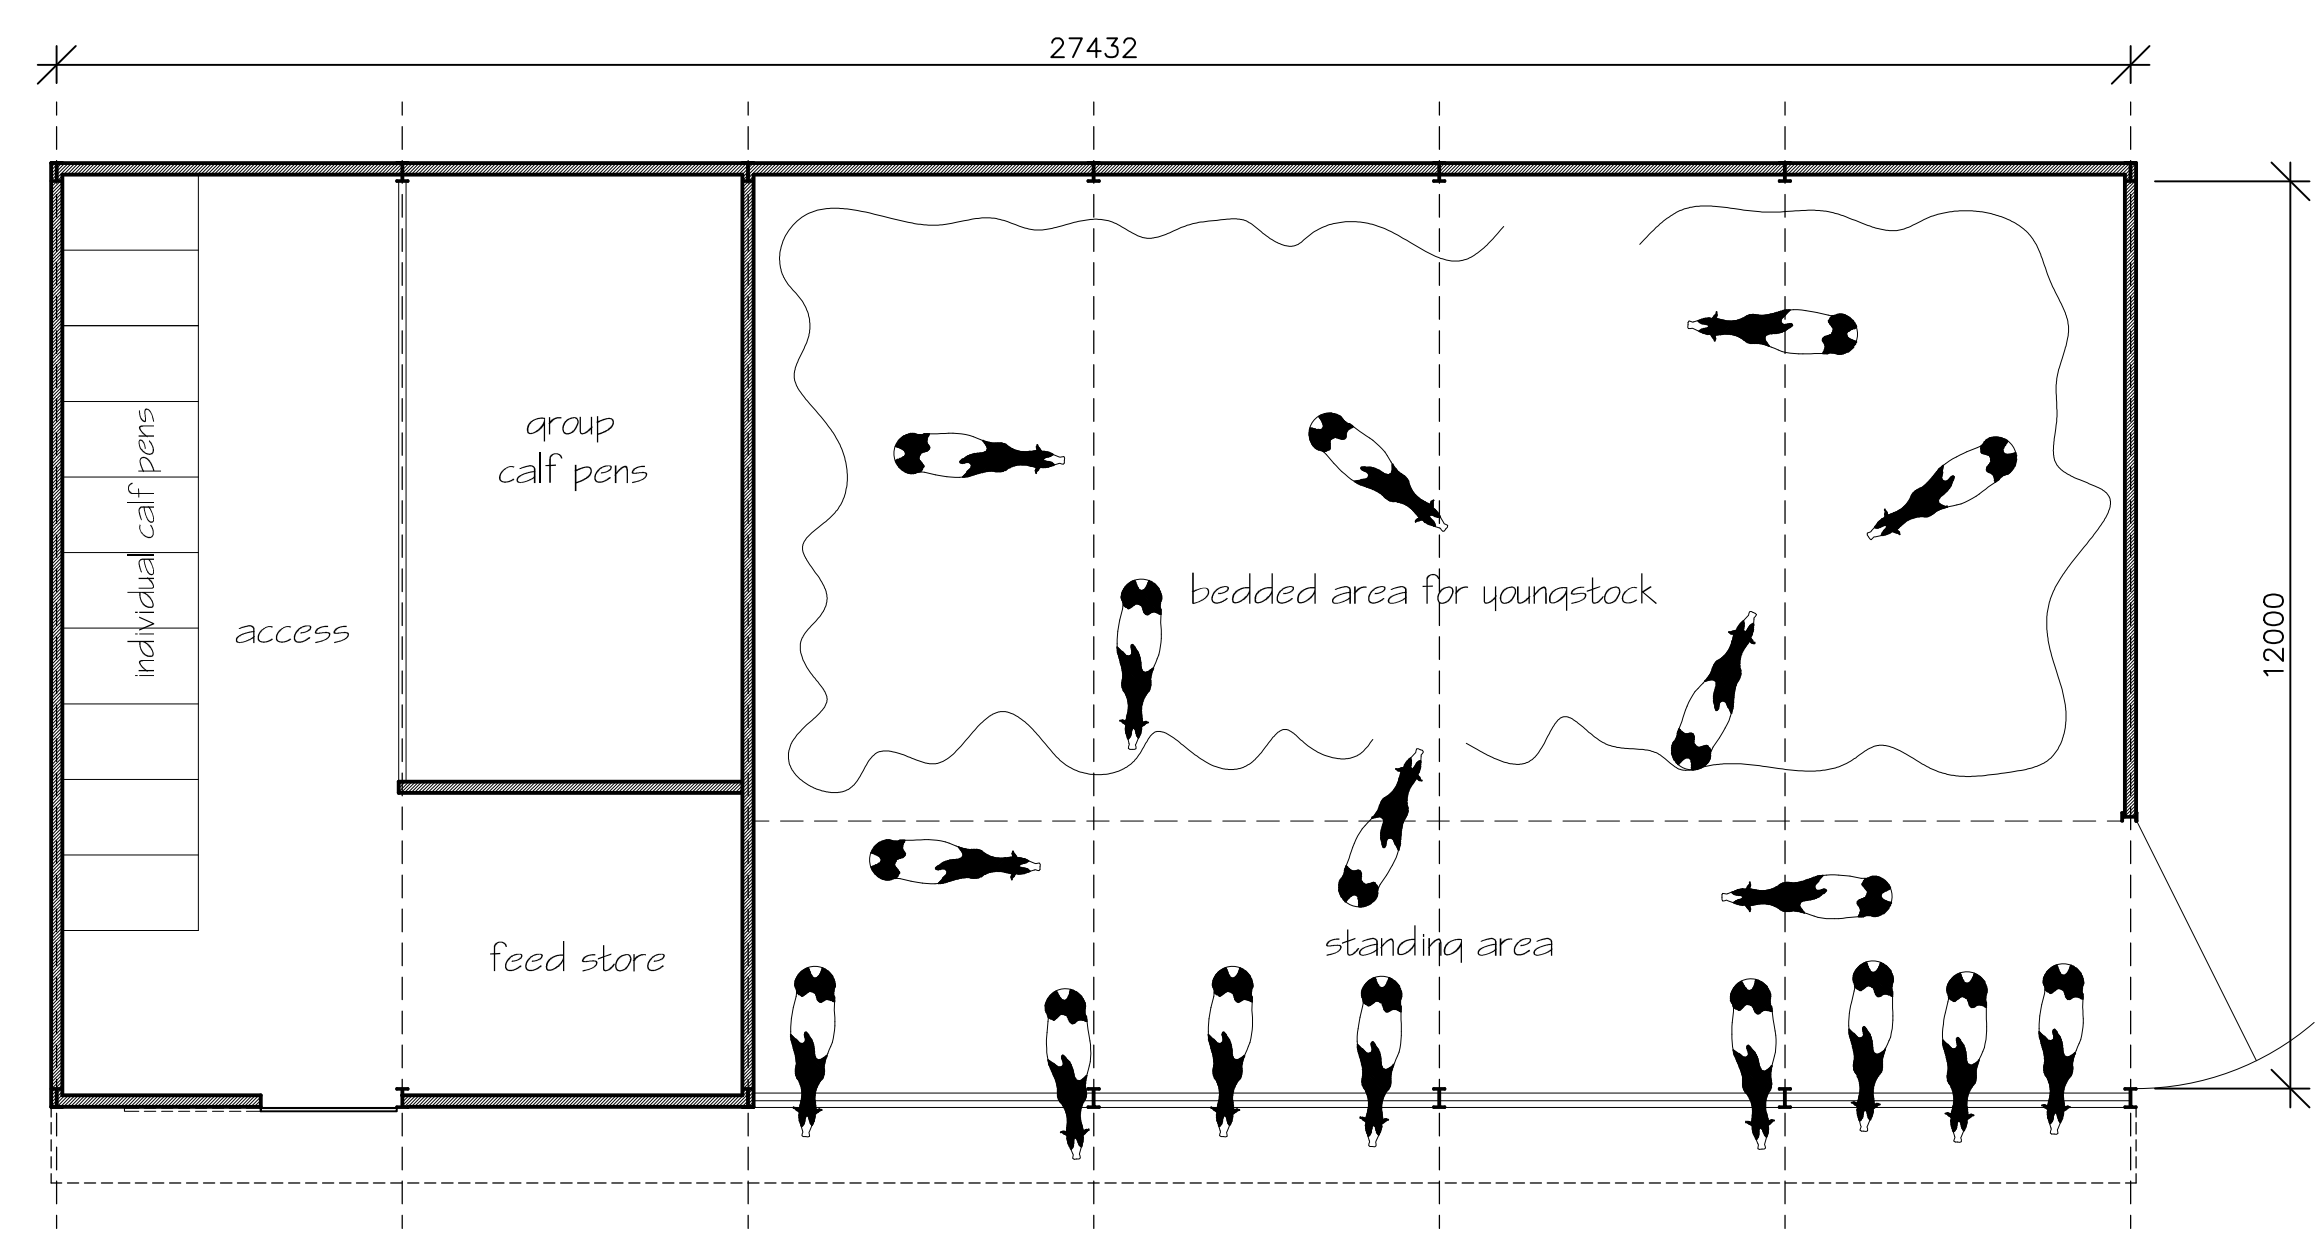 27432
group
calf pens
individual calf pens
bedded area for youngstock
12000
access
standing area
feed store